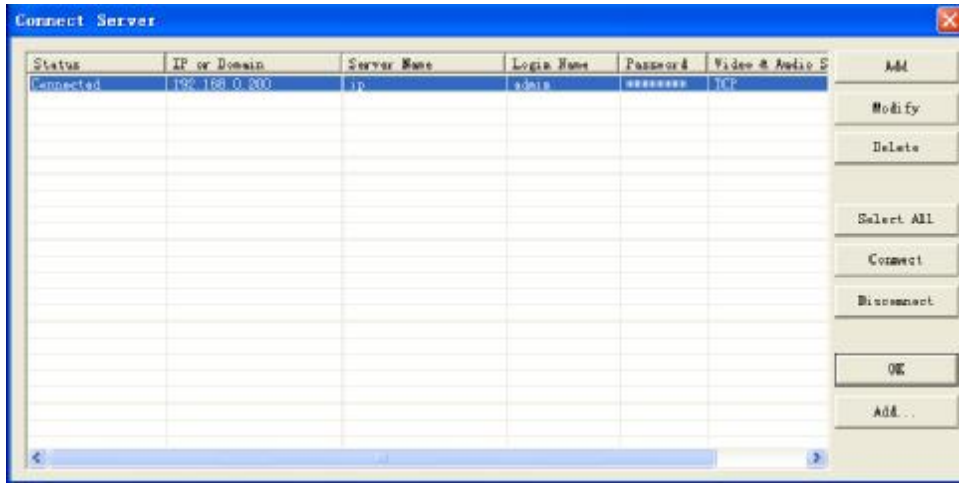 Connect Server
Status IP or Domain Server Name Login Name Password Video & Audio S
Connected 192.168.0.200 ip admin ******** TCP
Add
Modify
Delete
Select All
Connect
Disconnect
OK
Add...